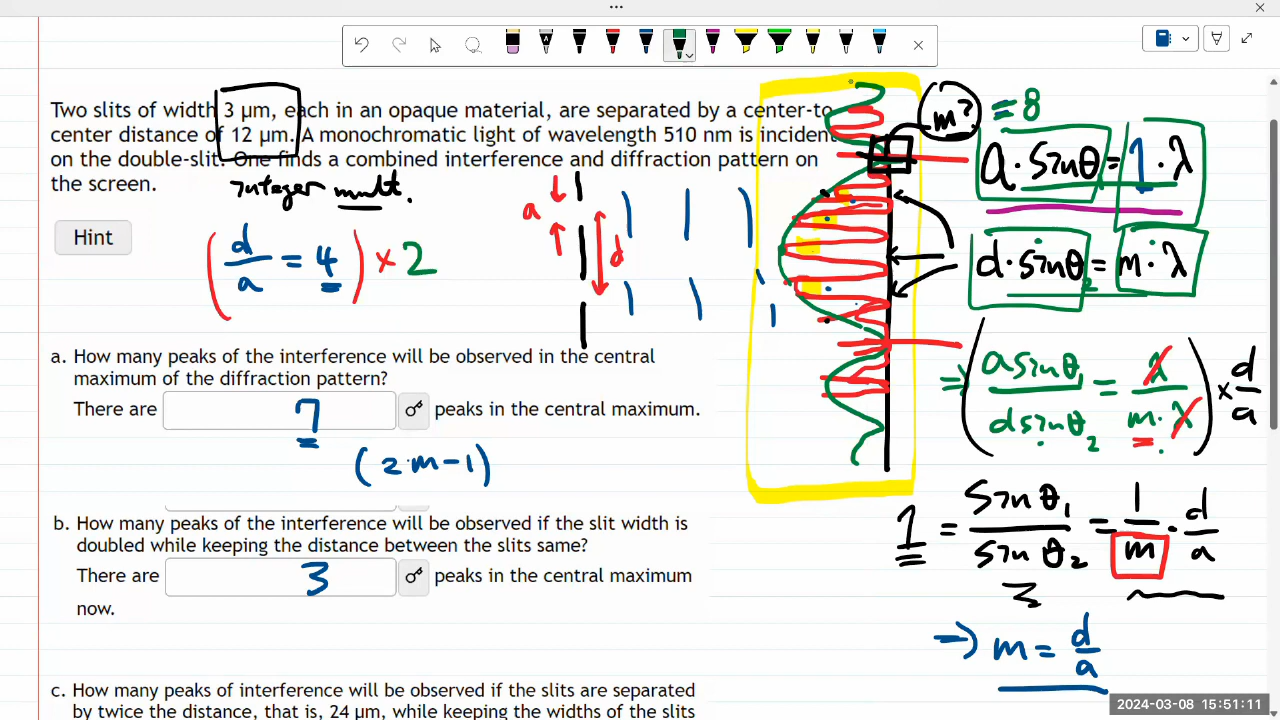 Two slits of width 3 μm, each in an opaque material, are separated by a center-to-
center distance of 12 μm. A monochromatic light of wavelength 510 nm is incident
on the double-slit. One finds a combined interference and diffraction pattern on
the screen.
integer mult.
Hint
(d/a = 4) × 2
a
d
m?
= 8
a · sinθ = 1 · λ
d · sinθ₂ = m · λ
a. How many peaks of the interference will be observed in the central
maximum of the diffraction pattern?
There are 7 peaks in the central maximum.
(2·m-1)
=> (a sinθ₁ / d sinθ₂ = λ / m · λ) × d/a
b. How many peaks of the interference will be observed if the slit width is
doubled while keeping the distance between the slits same?
There are 3 peaks in the central maximum
now.
1 = sin θ₁ / sin θ₂ = 1/m · d/a
=> m = d/a
c. How many peaks of interference will be observed if the slits are separated
by twice the distance, that is, 24 μm, while keeping the widths of the slits
2024-03-08 15:51:11